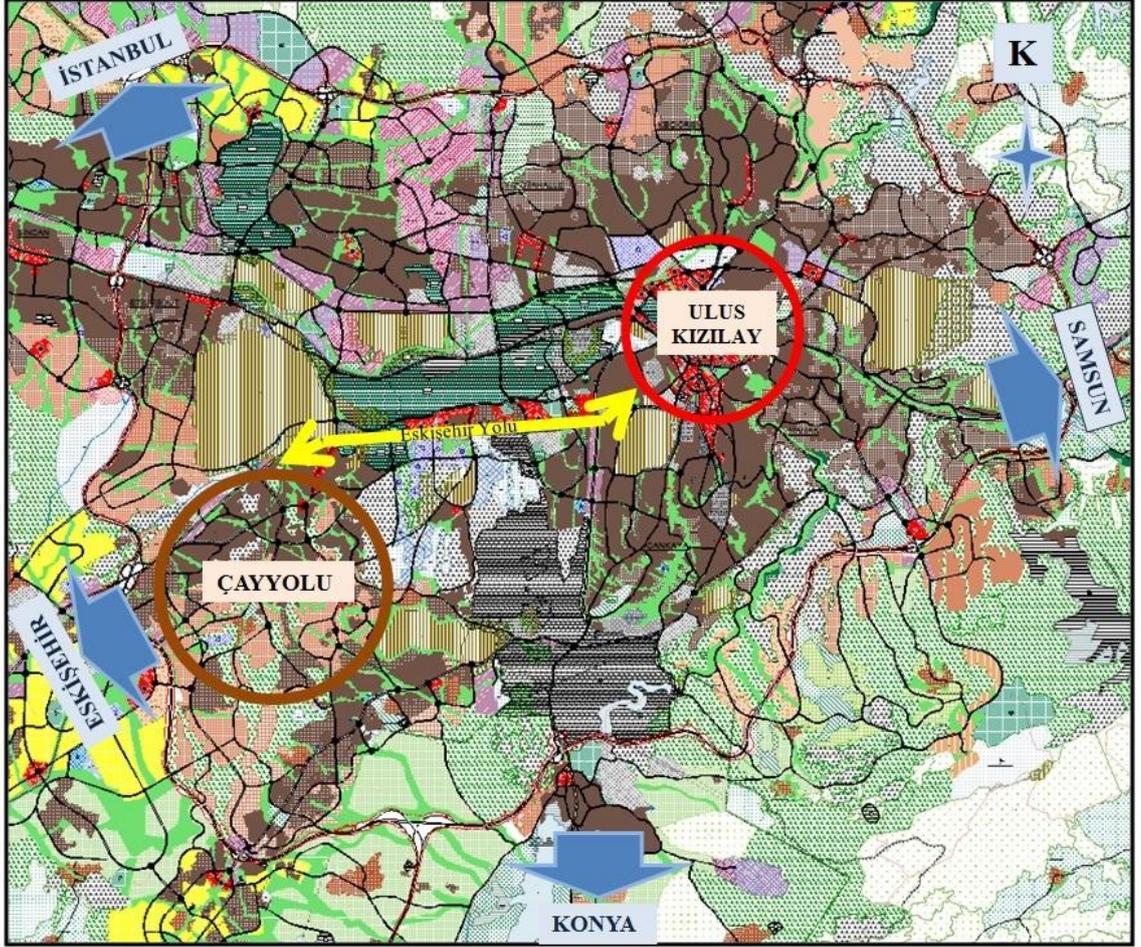 İSTANBUL
K
ULUS
KIZILAY
SAMSUN
Eskişehir Yolu
ÇAYYOLU
ESKİŞEHİR
KONYA